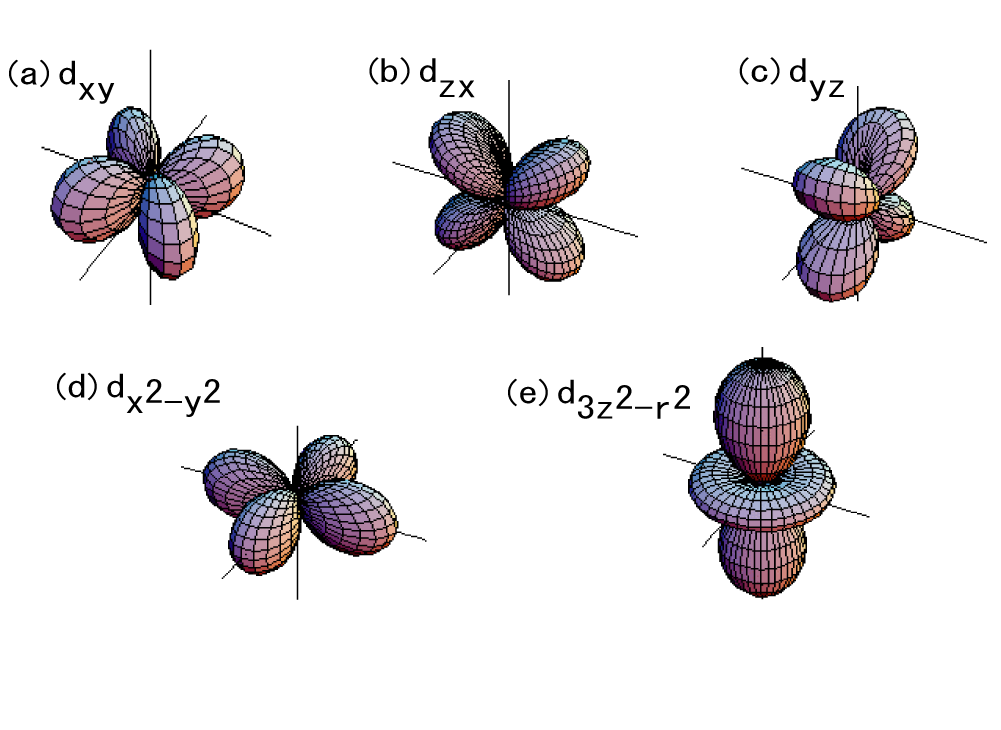 (a) dxy
(b) dzx
(c) dyz
(d) dx2-y2
(e) d3z2-r2